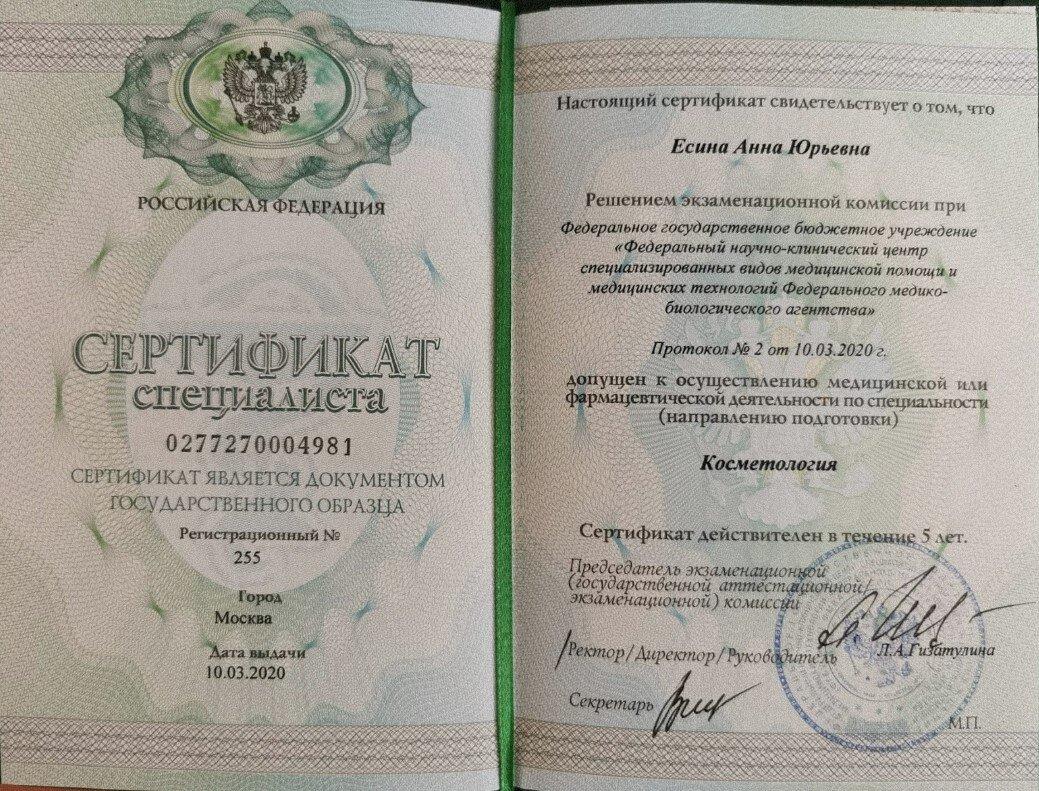 РОССИЙСКАЯ ФЕДЕРАЦИЯ
СЕРТИФИКАТ
специалиста
0277270004981
СЕРТИФИКАТ ЯВЛЯЕТСЯ ДОКУМЕНТОМ
ГОСУДАРСТВЕННОГО ОБРАЗЦА
Регистрационный №
255
Город
Москва
Дата выдачи
10.03.2020
Настоящий сертификат свидетельствует о том, что
Есина Анна Юрьевна
Решением экзаменационной комиссии при
Федеральное государственное бюджетное учреждение
«Федеральный научно-клинический центр
специализированных видов медицинской помощи и
медицинских технологий Федерального медико-
биологического агентства»
Протокол № 2 от 10.03.2020 г.
допущен к осуществлению медицинской или
фармацевтической деятельности по специальности
(направлению подготовки)
Косметология
Сертификат действителен в течение 5 лет.
Председатель экзаменационной
(государственной аттестационной/
экзаменационной) комиссии
/Ректор/Директор/Руководитель
Л.А.Гизатулина
Секретарь
М.П.